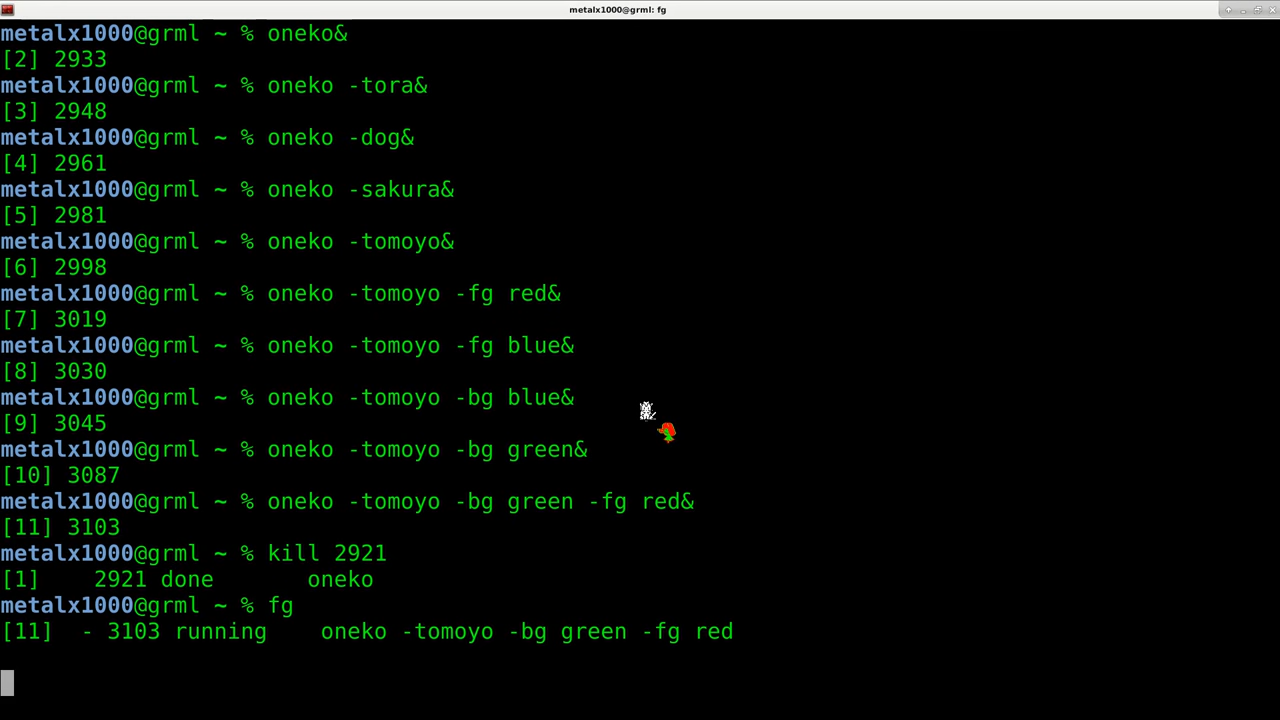 metalx1000@grml: fg
metalx1000@grml ~ % oneko&
[2] 2933
metalx1000@grml ~ % oneko -tora&
[3] 2948
metalx1000@grml ~ % oneko -dog&
[4] 2961
metalx1000@grml ~ % oneko -sakura&
[5] 2981
metalx1000@grml ~ % oneko -tomoyo&
[6] 2998
metalx1000@grml ~ % oneko -tomoyo -fg red&
[7] 3019
metalx1000@grml ~ % oneko -tomoyo -fg blue&
[8] 3030
metalx1000@grml ~ % oneko -tomoyo -bg blue&
[9] 3045
metalx1000@grml ~ % oneko -tomoyo -bg green&
[10] 3087
metalx1000@grml ~ % oneko -tomoyo -bg green -fg red&
[11] 3103
metalx1000@grml ~ % kill 2921
[1]    2921 done       oneko
metalx1000@grml ~ % fg
[11]  - 3103 running    oneko -tomoyo -bg green -fg red